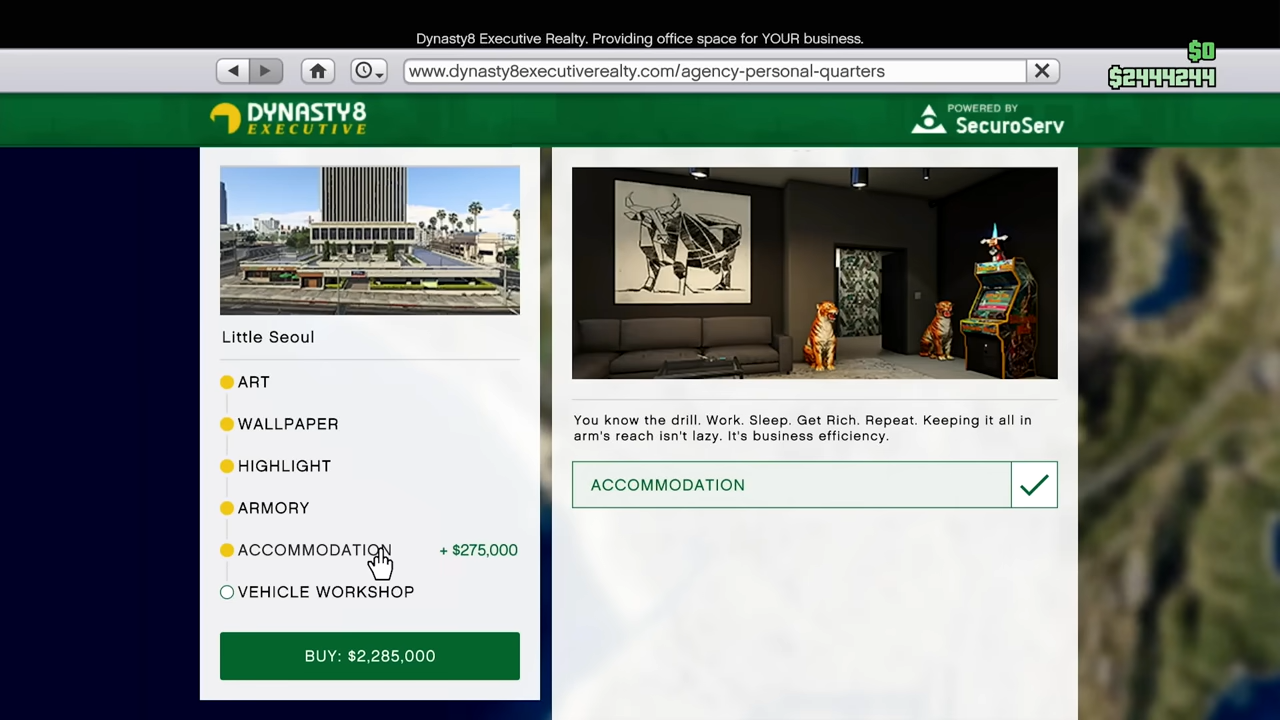 Dynasty8 Executive Realty. Providing office space for YOUR business.
$0
$2444244
www.dynasty8executiverealty.com/agency-personal-quarters
DYNASTY8
EXECUTIVE
POWERED BY
SecuroServ
Little Seoul
ART
WALLPAPER
HIGHLIGHT
ARMORY
ACCOMMODATION + $275,000
VEHICLE WORKSHOP
BUY: $2,285,000
You know the drill. Work. Sleep. Get Rich. Repeat. Keeping it all in
arm's reach isn't lazy. It's business efficiency.
ACCOMMODATION